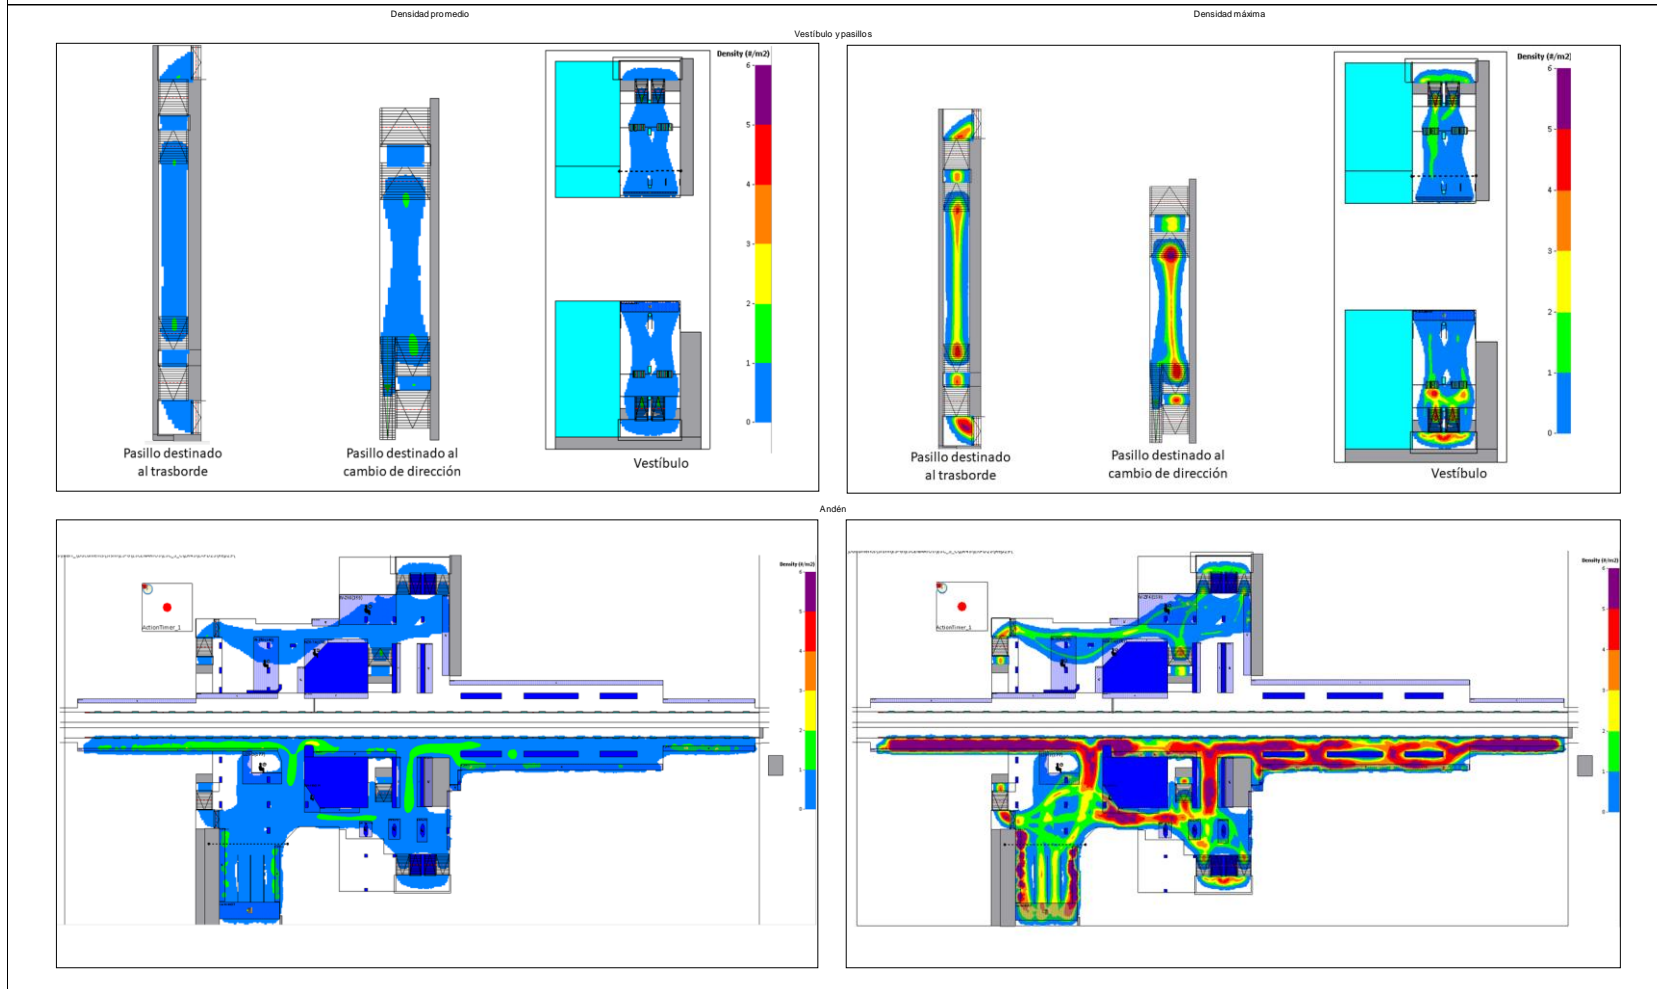 Densidad promedio
Densidad máxima
Vestíbulo y pasillos
Density (#/m2)
6
5
4
3
2
1
0
Pasillo destinado
al trasborde
Pasillo destinado al
cambio de dirección
Vestíbulo
Density (#/m2)
6
5
4
3
2
1
0
Pasillo destinado
al trasborde
Pasillo destinado al
cambio de dirección
Vestíbulo
Andén
Density (#/m2)
ActionTimer_1
Density (#/m2)
ActionTimer_1